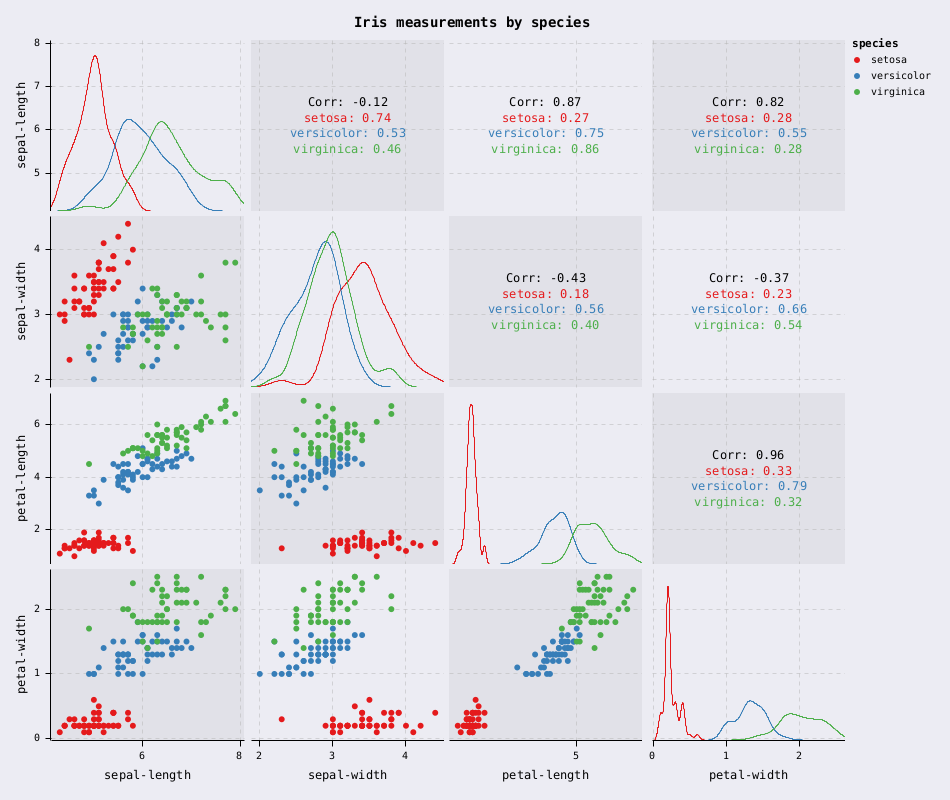 Iris measurements by species
species
setosa
versicolor
virginica
sepal-length
8
7
6
5
Corr: -0.12
setosa: 0.74
versicolor: 0.53
virginica: 0.46
Corr: 0.87
setosa: 0.27
versicolor: 0.75
virginica: 0.86
Corr: 0.82
setosa: 0.28
versicolor: 0.55
virginica: 0.28
sepal-width
4
3
2
Corr: -0.43
setosa: 0.18
versicolor: 0.56
virginica: 0.40
Corr: -0.37
setosa: 0.23
versicolor: 0.66
virginica: 0.54
petal-length
6
4
2
Corr: 0.96
setosa: 0.33
versicolor: 0.79
virginica: 0.32
petal-width
2
1
0
6 8
2 3 4
5
0 1 2
sepal-length
sepal-width
petal-length
petal-width